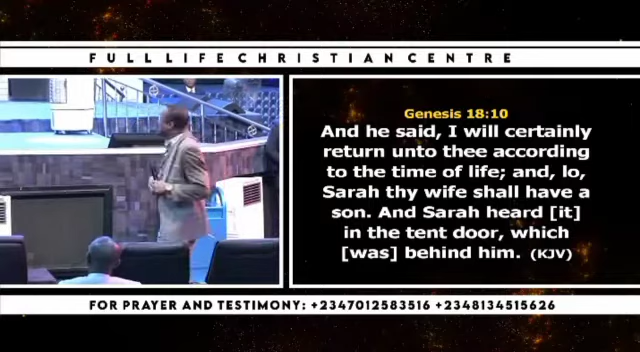 FULL LIFE CHRISTIAN CENTRE
Genesis 18:10
And he said, I will certainly
return unto thee according
to the time of life; and, lo,
Sarah thy wife shall have a
son. And Sarah heard [it]
in the tent door, which
[was] behind him. (KJV)
FOR PRAYER AND TESTIMONY: +2347012583516 +2348134515626